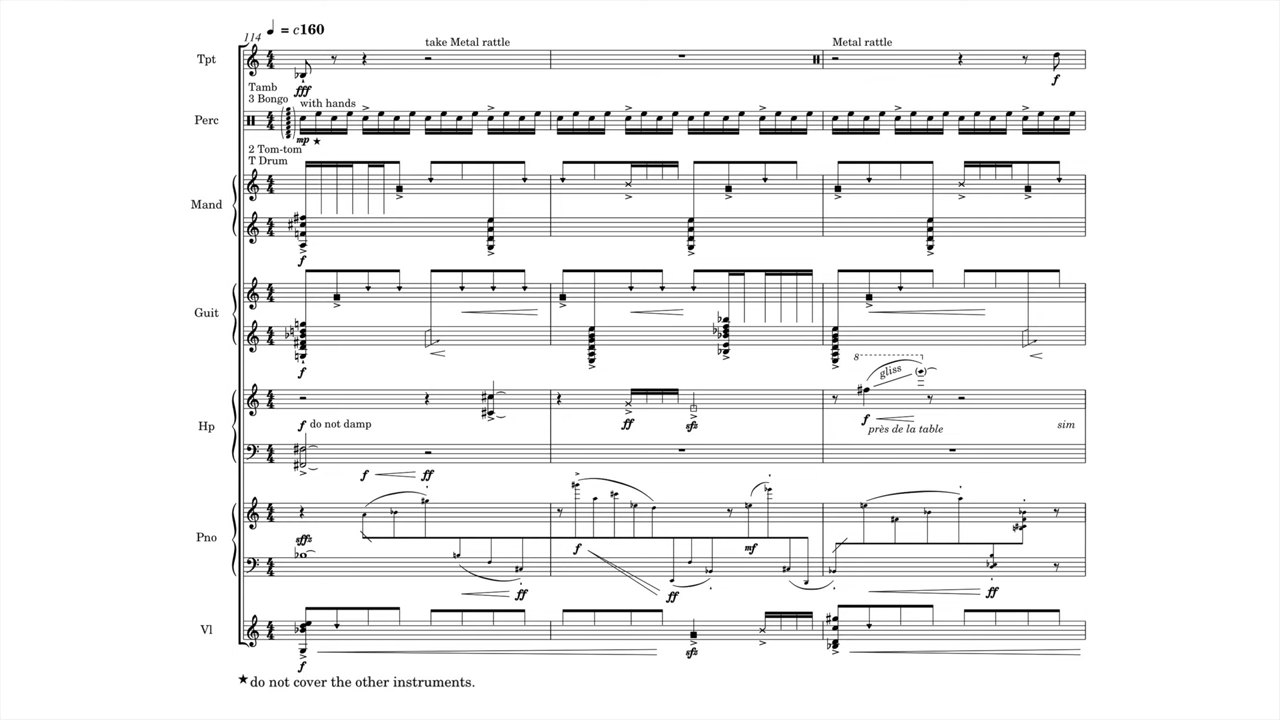 114
♩ = c160
take Metal rattle
Metal rattle
Tpt
fff
f
Tamb
3 Bongo
with hands
Perc
mp ★
2 Tom-tom
T Drum
Mand
f
Guit
f
8
gliss
Hp
f do not damp
ff
sfz
f
près de la table
sim
f
ff
Pno
sffz
f
mf
ff
ff
ff
Vl
sfz
f
★do not cover the other instruments.